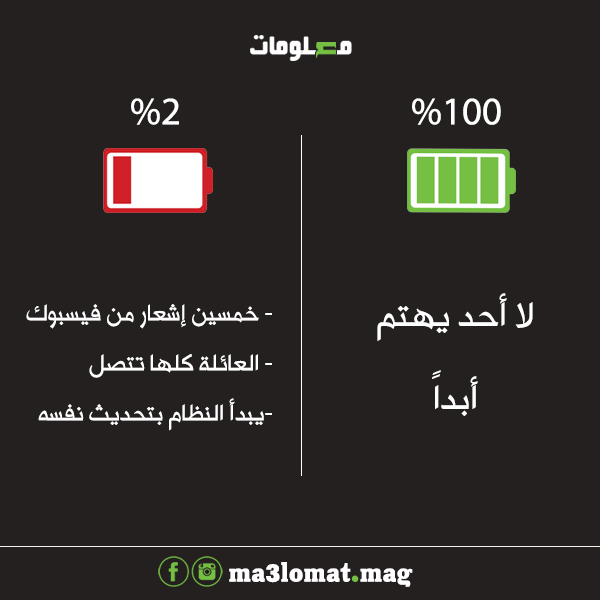 معلومات
%100
لا أحد يهتم
أبداً
%2
- خمسين إشعار من فيسبوك
- العائلة كلها تتصل
-يبدأ النظام بتحديث نفسه
ma3lomat.mag